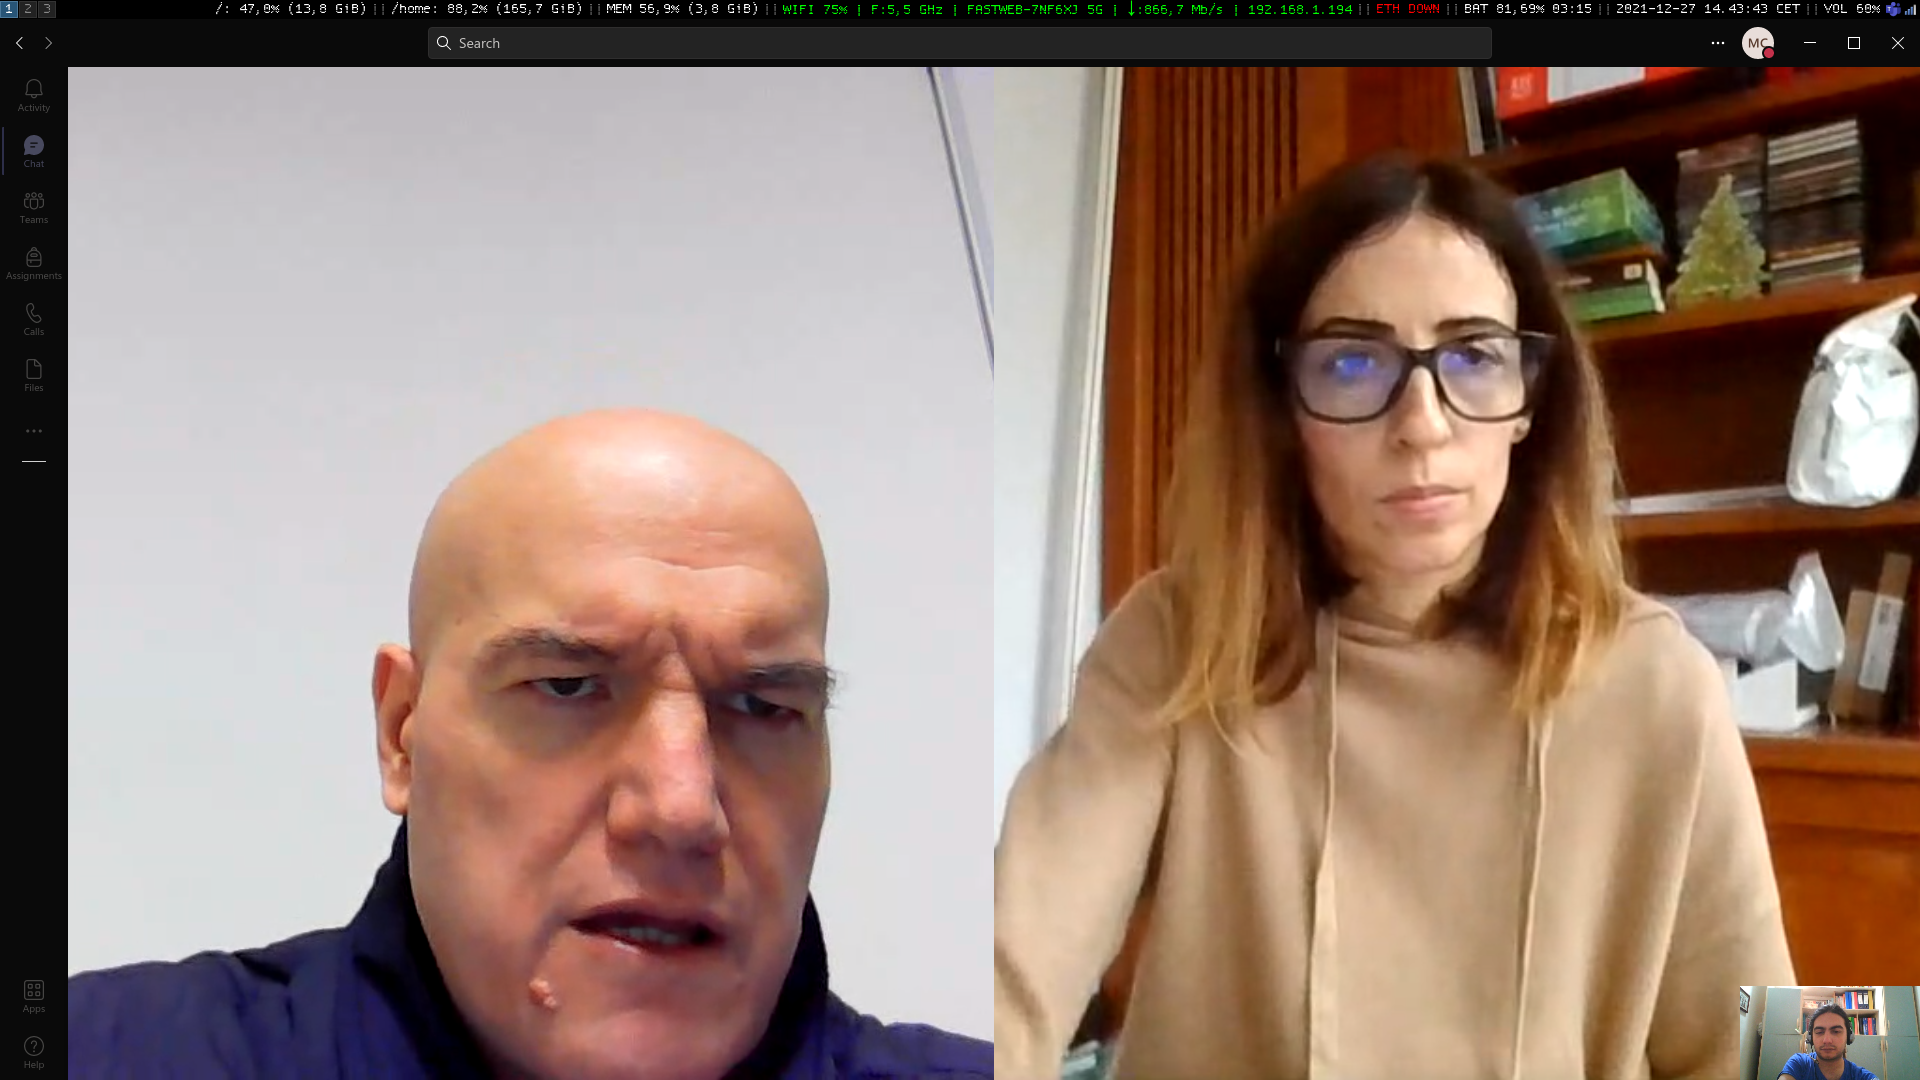 1 2 3 /: 47,0% (13,8 GiB) || /home: 88,2% (165,7 GiB) || MEM 56,9% (3,8 GiB) || WIFI 75% | F:5,5 GHz | FASTWEB-7NF6XJ 5G | ↓:866,7 Mb/s | 192.168.1.194 || ETH DOWN || BAT 81,69% 03:15 || 2021-12-27 14.43:43 CET || VOL 60%
Search
MC
Activity
Chat
Teams
Assignments
Calls
Files
Apps
Help